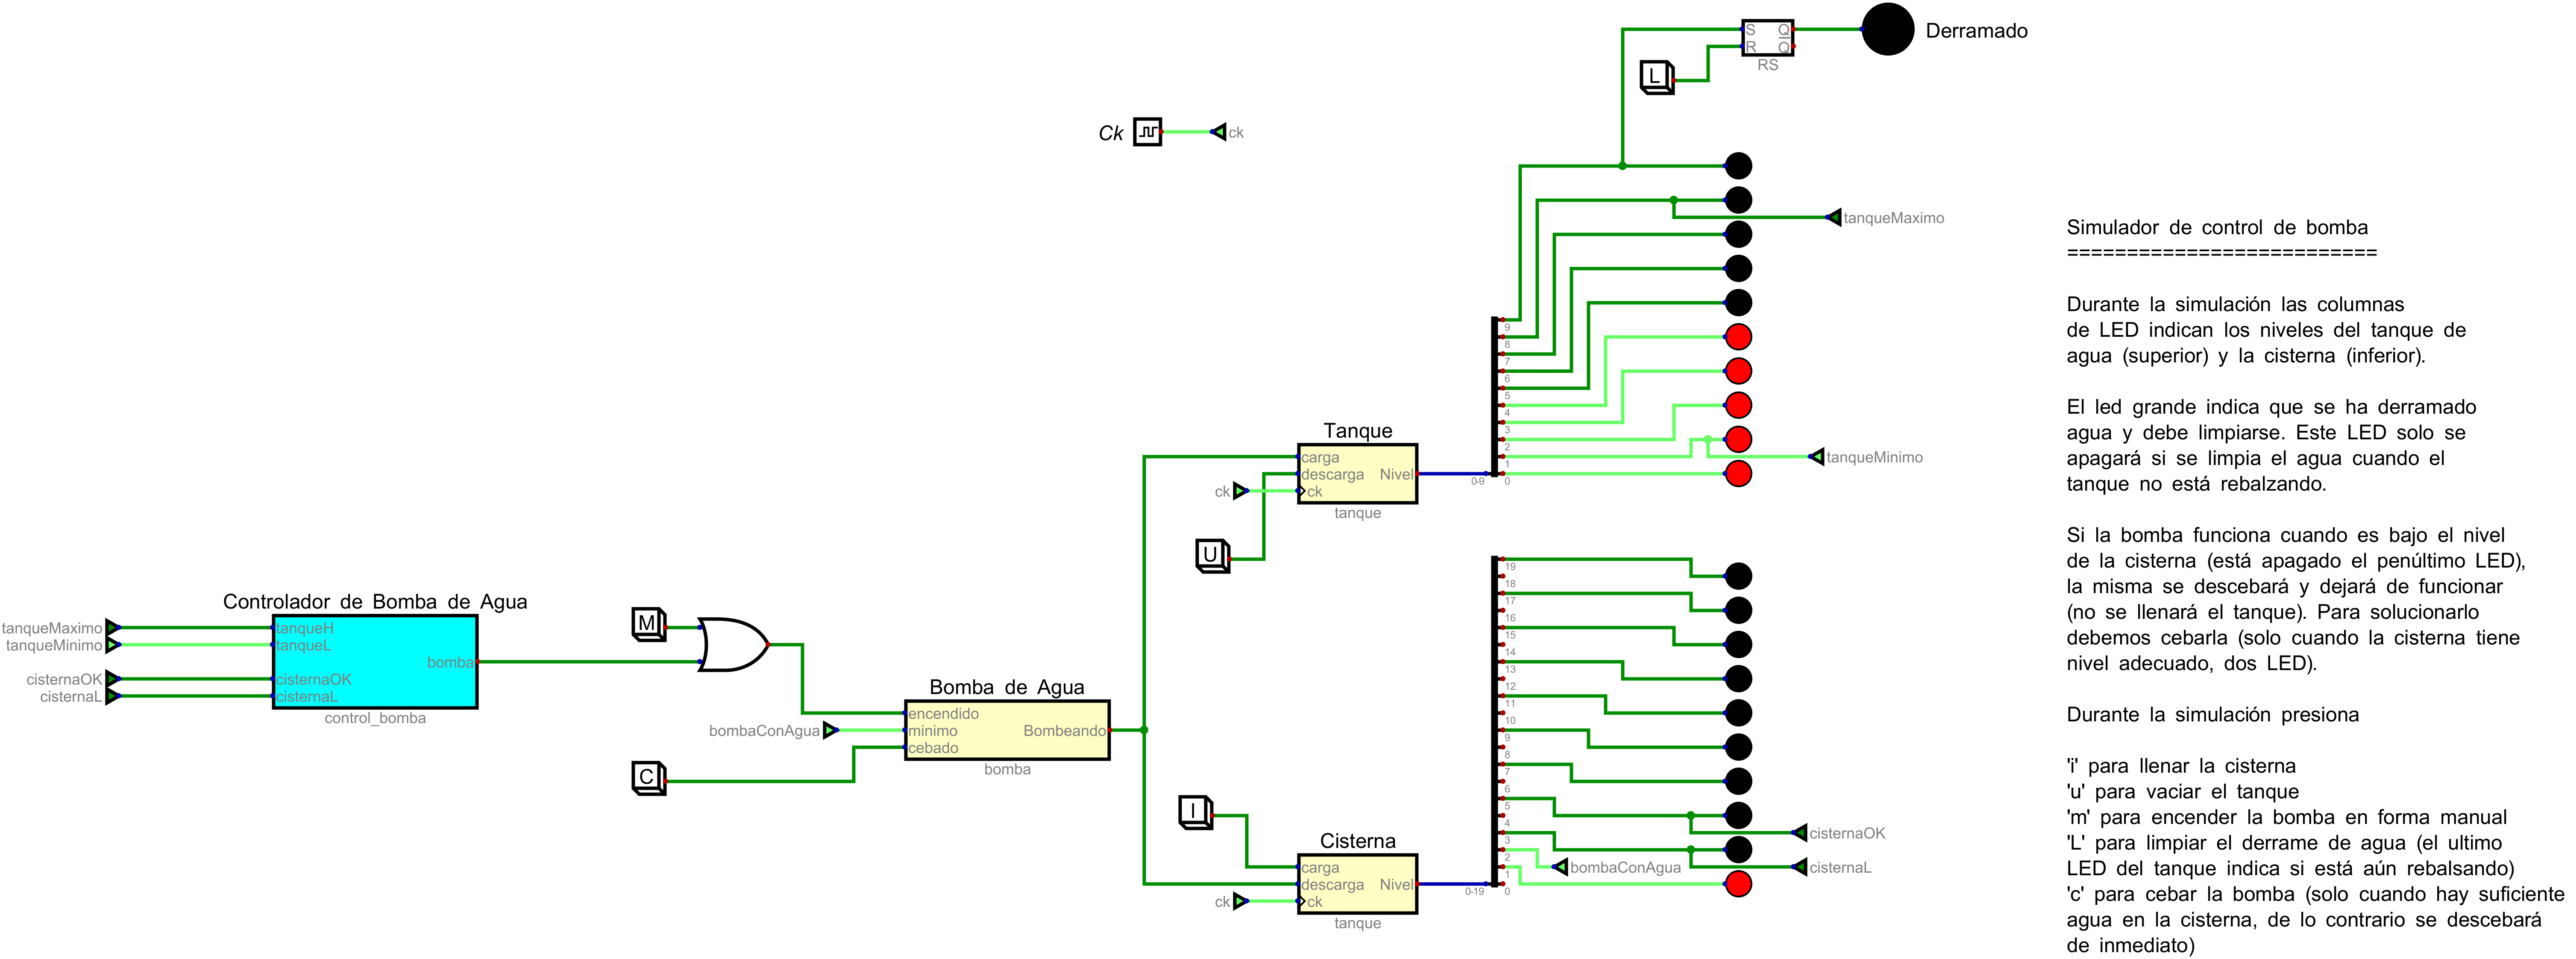 S Q
R Q
RS
Derramado
L
Ck
ck
tanqueMaximo
9
8
7
6
5
4
3
2
1
0
0-9
tanqueMinimo
Tanque
carga
descarga Nivel
ck
ck
tanque
U
Controlador de Bomba de Agua
tanqueMaximo
tanqueMinimo
cisternaOK
cisternaL
tanqueH
tanqueL
bomba
cisternaOK
cisternaL
control_bomba
M
C
Bomba de Agua
bombaConAgua
encendido
minimo Bombeando
cebado
bomba
I
Cisterna
carga
descarga Nivel
ck
ck
tanque
19
18
17
16
15
14
13
12
11
10
9
8
7
6
5
4
3
2
1
0
0-19
bombaConAgua
cisternaOK
cisternaL
Simulador de control de bomba
==========================
Durante la simulación las columnas
de LED indican los niveles del tanque de
agua (superior) y la cisterna (inferior).
El led grande indica que se ha derramado
agua y debe limpiarse. Este LED solo se
apagará si se limpia el agua cuando el
tanque no está rebalzando.
Si la bomba funciona cuando es bajo el nivel
de la cisterna (está apagado el penúltimo LED),
la misma se descebará y dejará de funcionar
(no se llenará el tanque). Para solucionarlo
debemos cebarla (solo cuando la cisterna tiene
nivel adecuado, dos LED).
Durante la simulación presiona
'i' para llenar la cisterna
'u' para vaciar el tanque
'm' para encender la bomba en forma manual
'L' para limpiar el derrame de agua (el ultimo
LED del tanque indica si está aún rebalsando)
'c' para cebar la bomba (solo cuando hay suficiente
agua en la cisterna, de lo contrario se descebará
de inmediato)